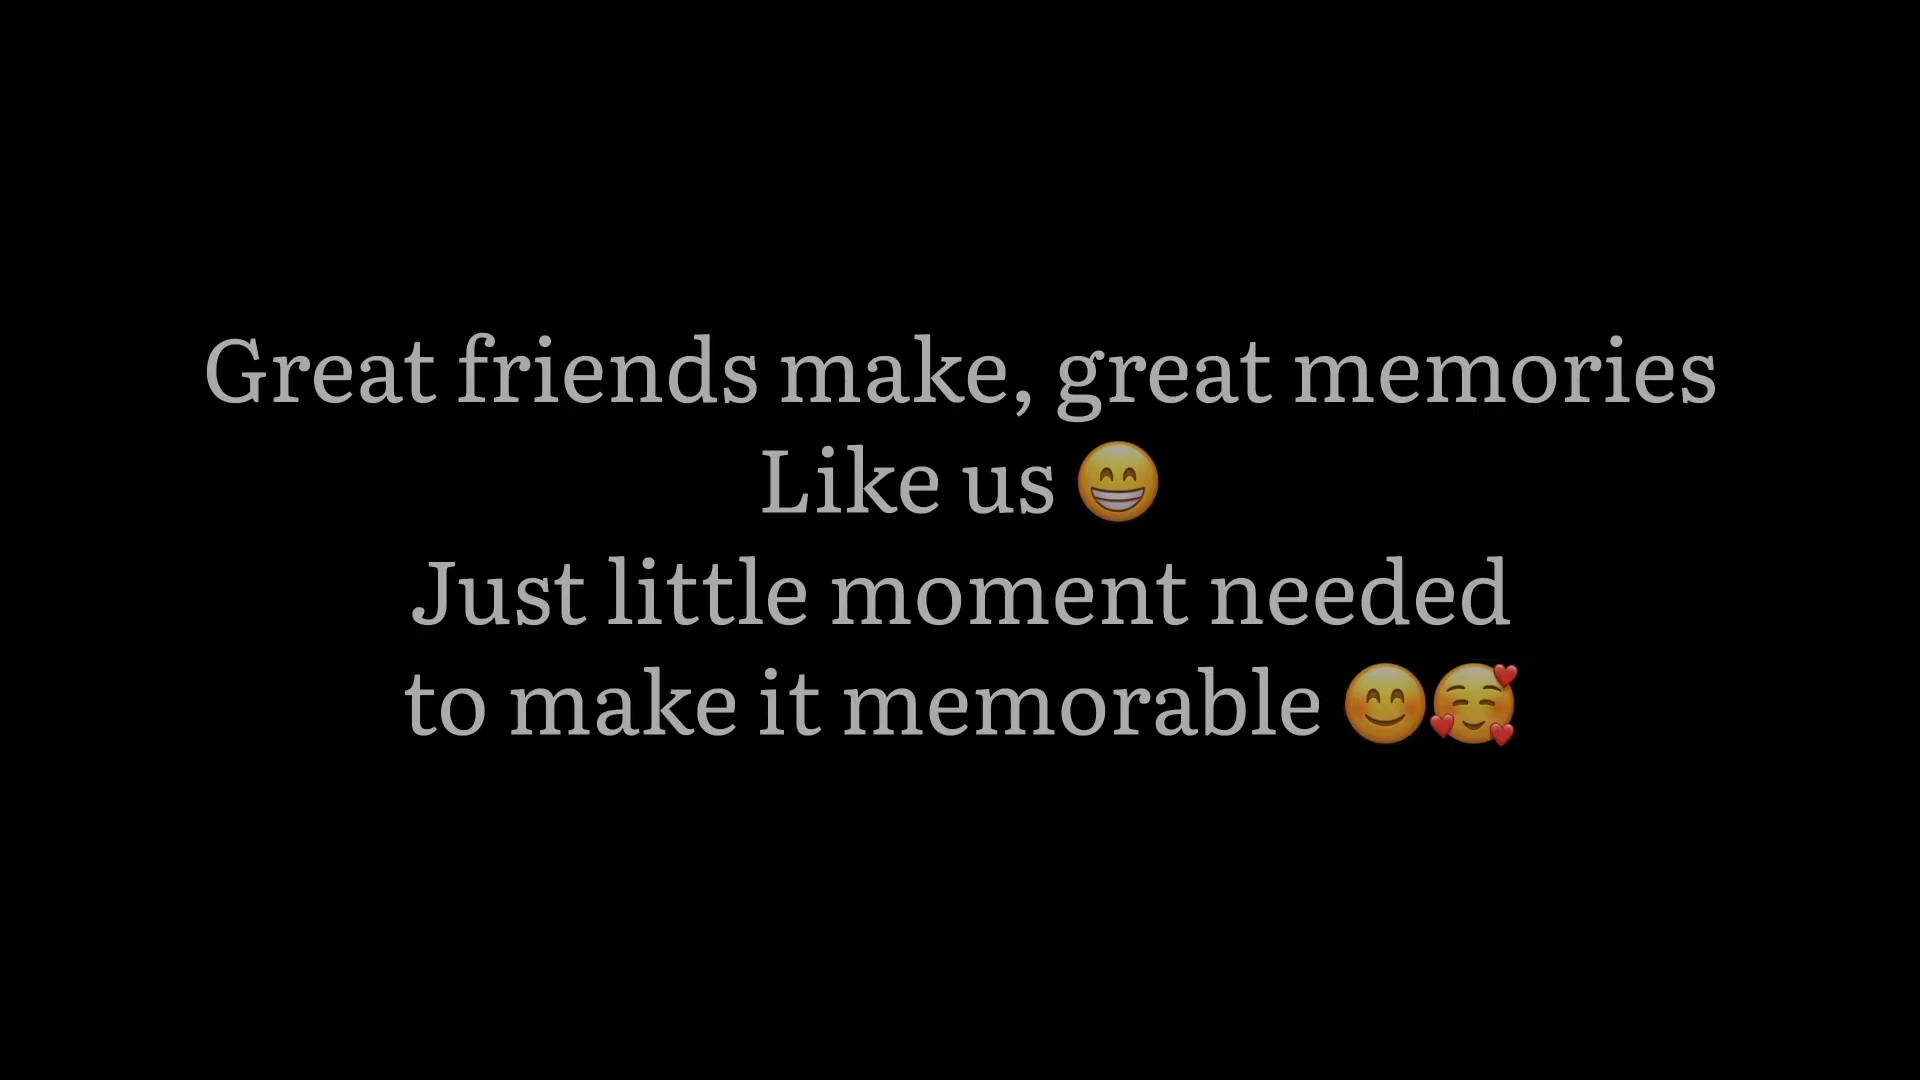 Great friends make, great memories
Like us 😁
Just little moment needed
to make it memorable 😊🥰